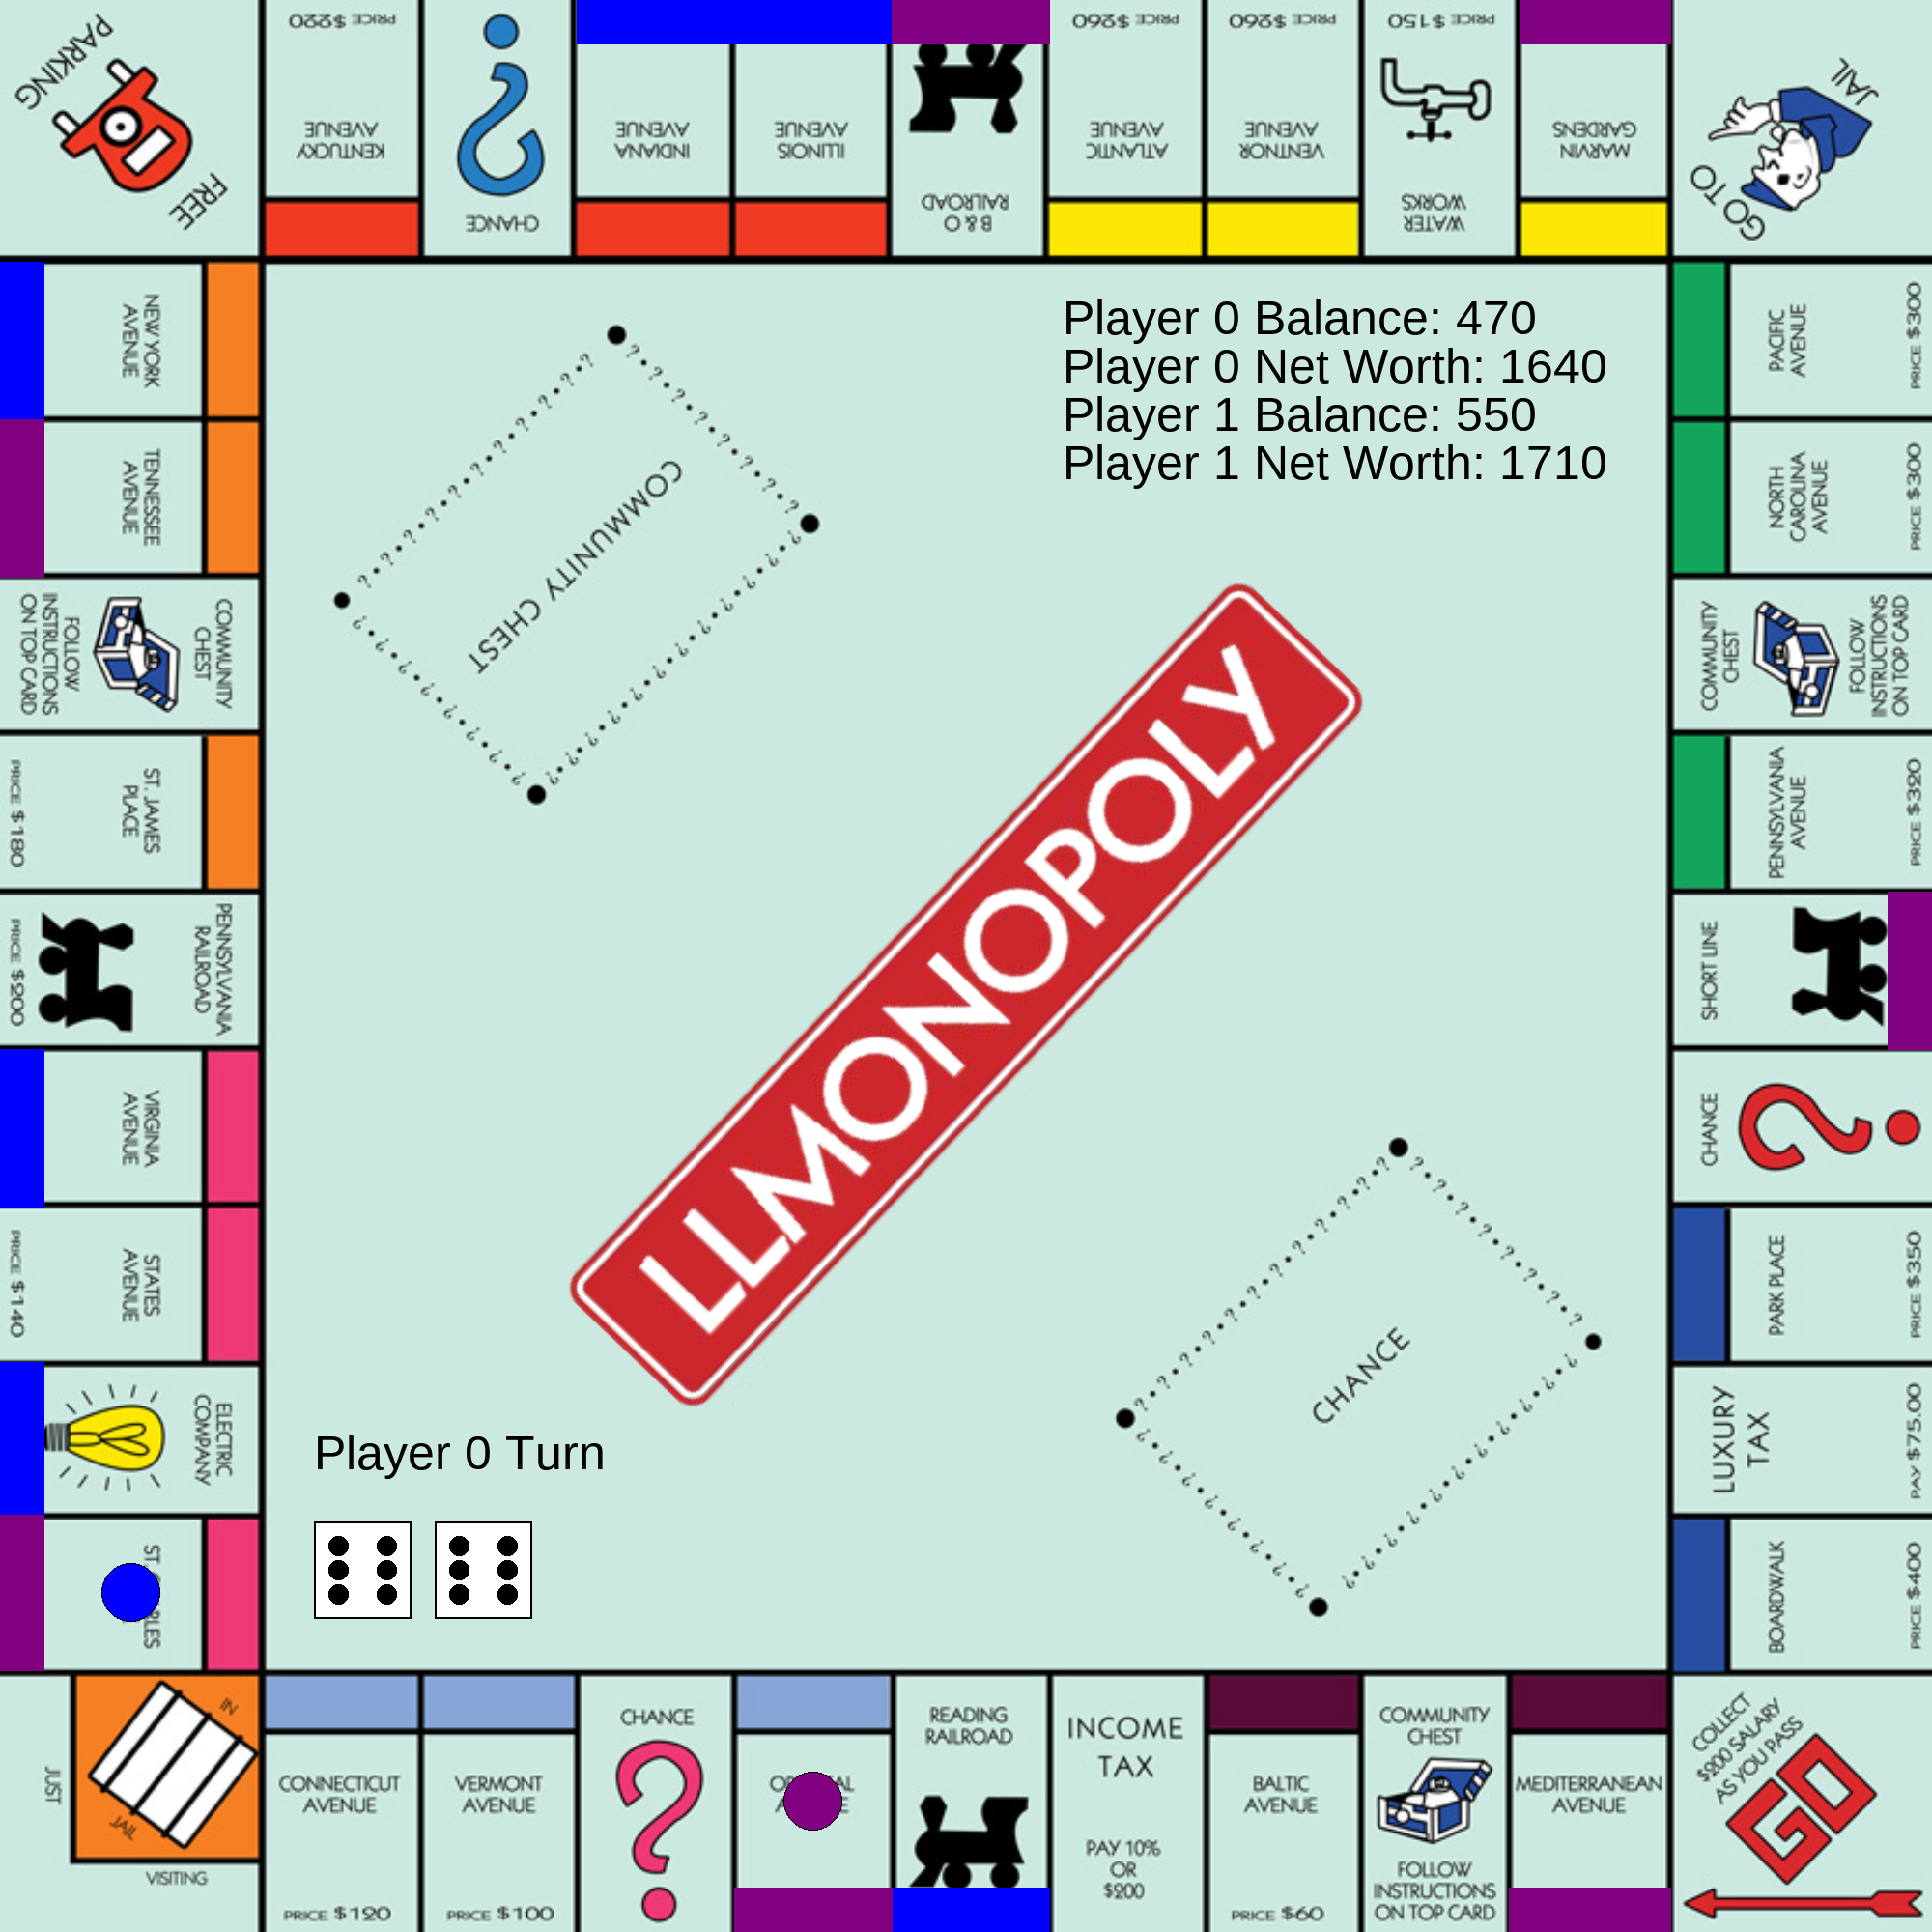 FREE
PARKING
PRICE $220
KENTUCKY
AVENUE
CHANCE
INDIANA
AVENUE
ILLINOIS
AVENUE
B & O
RAILROAD
PRICE $260
ATLANTIC
AVENUE
PRICE $260
VENTNOR
AVENUE
PRICE $150
WATER
WORKS
MARVIN
GARDENS
GO TO
JAIL
NEW YORK
AVENUE
TENNESSEE
AVENUE
COMMUNITY
CHEST
FOLLOW
INSTRUCTIONS
ON TOP CARD
ST. JAMES
PLACE
PRICE $180
PENNSYLVANIA
RAILROAD
PRICE $200
VIRGINIA
AVENUE
STATES
AVENUE
PRICE $140
ELECTRIC
COMPANY
Player 0 Balance: 470
Player 0 Net Worth: 1640
Player 1 Balance: 550
Player 1 Net Worth: 1710
COMMUNITY CHEST
LLMONOPOLY
CHANCE
Player 0 Turn
PACIFIC
AVENUE
PRICE $300
NORTH
CAROLINA
AVENUE
PRICE $300
COMMUNITY
CHEST
FOLLOW
INSTRUCTIONS
ON TOP CARD
PENNSYLVANIA
AVENUE
PRICE $320
SHORT LINE
CHANCE
PARK PLACE
PRICE $350
LUXURY
TAX
PAY $75.00
BOARDWALK
PRICE $400
IN
JAIL
JUST
VISITING
CONNECTICUT
AVENUE
PRICE $120
VERMONT
AVENUE
PRICE $100
CHANCE
READING
RAILROAD
INCOME
TAX
PAY 10%
OR
$200
BALTIC
AVENUE
PRICE $60
COMMUNITY
CHEST
FOLLOW
INSTRUCTIONS
ON TOP CARD
MEDITERRANEAN
AVENUE
COLLECT
$200 SALARY
AS YOU PASS
GO